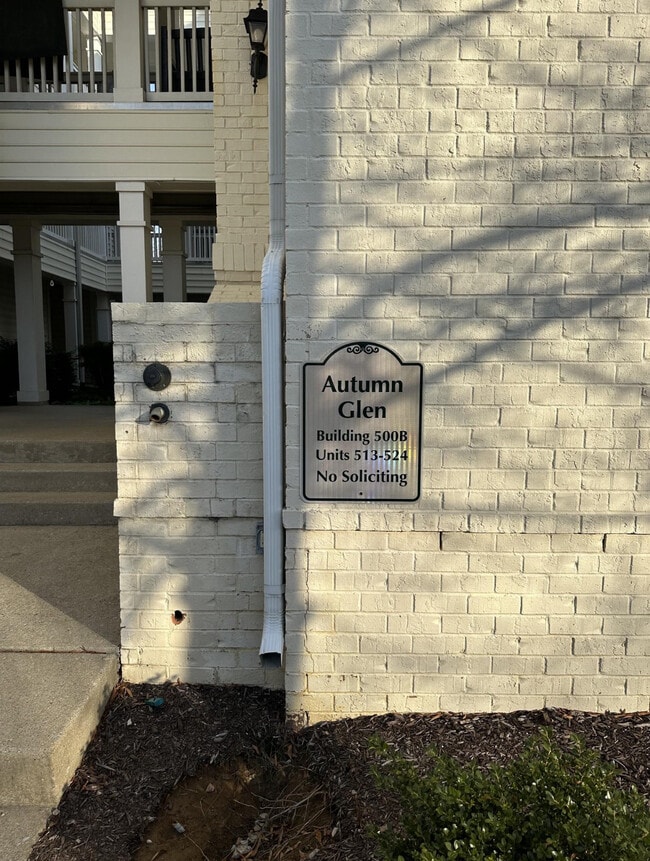 Autumn
Glen
Building 500B
Units 513-524
No Soliciting